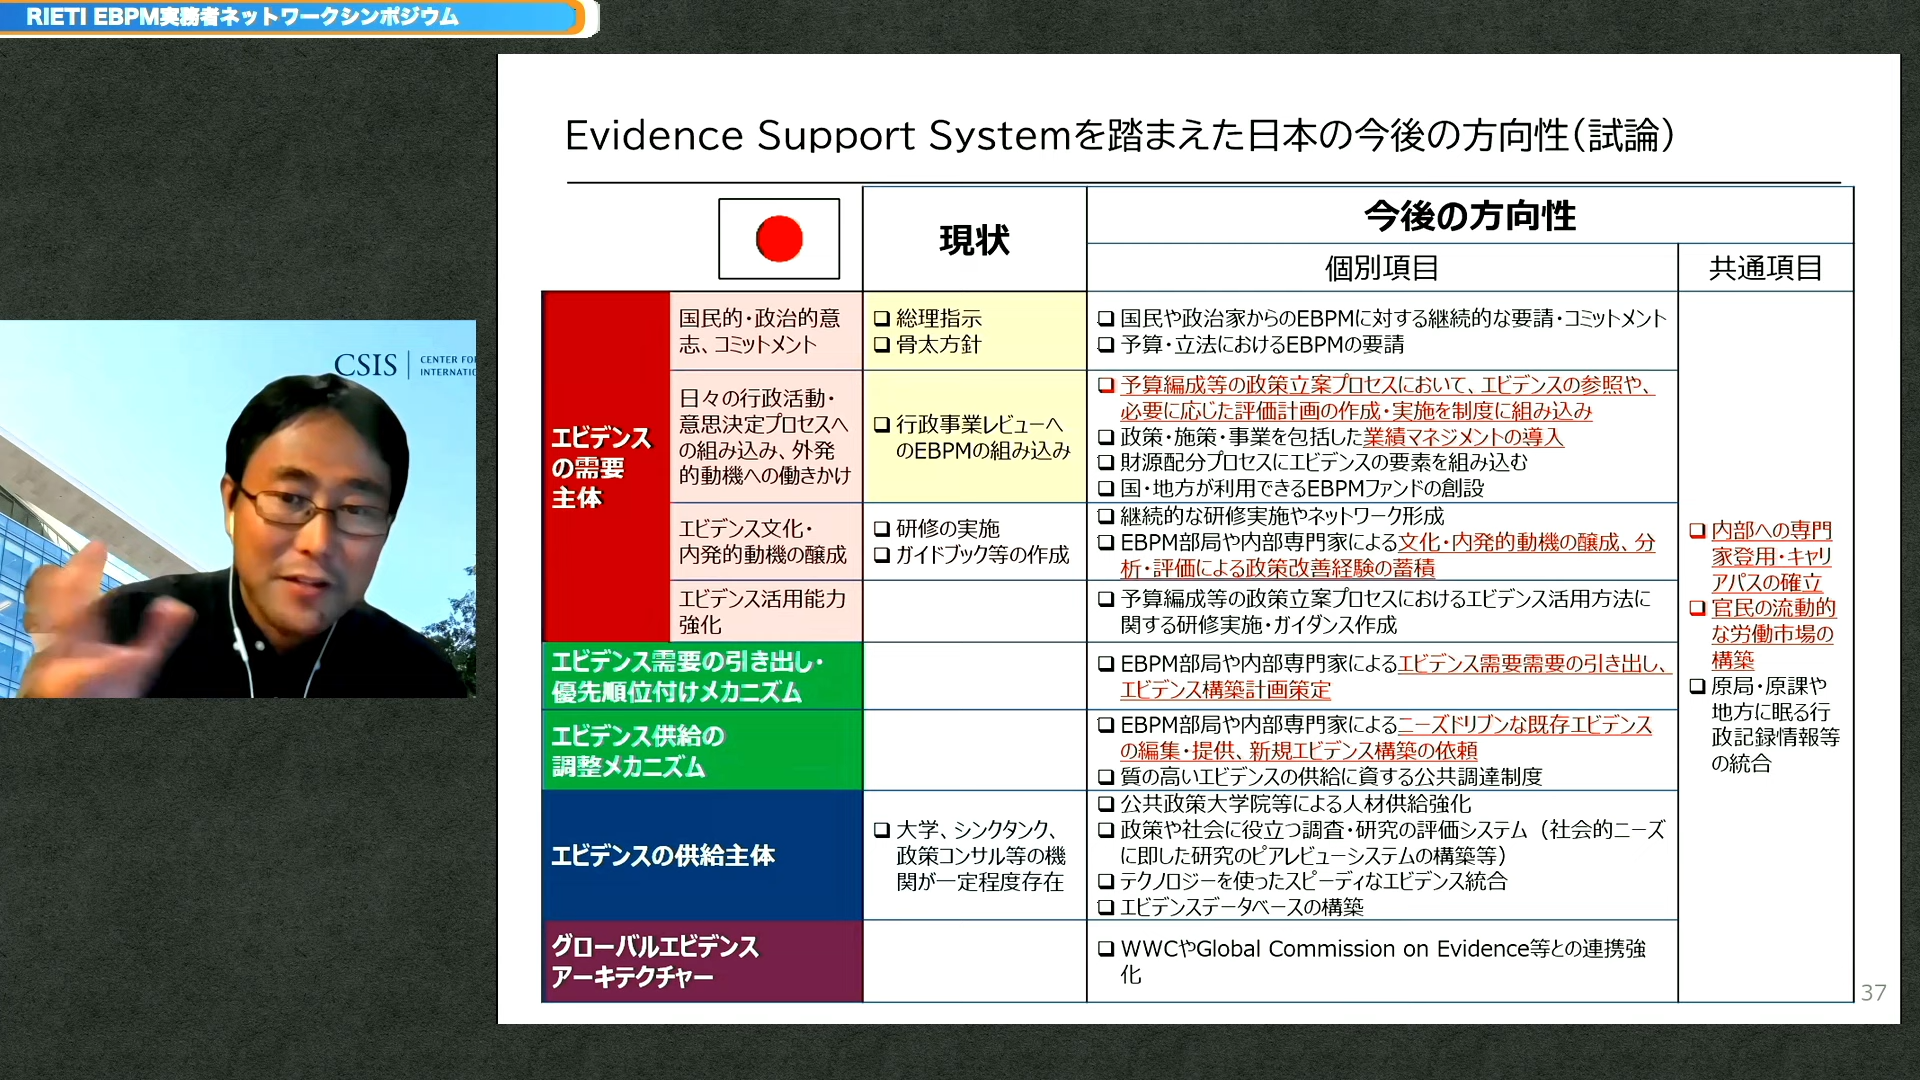 RIETI EBPM実務者ネットワークシンポジウム
CSIS
CENTER FO
INTERNATIO
Evidence Support Systemを踏まえた日本の今後の方向性(試論)
現状
今後の方向性
個別項目
共通項目
エビデンス
の需要
主体
国民的・政治的意
志、コミットメント
❑ 総理指示
❑ 骨太方針
❑ 国民や政治家からのEBPMに対する継続的な要請・コミットメント
❑ 予算・立法におけるEBPMの要請
日々の行政活動・
意思決定プロセスへ
の組み込み、外発
的動機への働きかけ
❑ 行政事業レビューへ
のEBPMの組み込み
❑ 予算編成等の政策立案プロセスにおいて、エビデンスの参照や、
必要に応じた評価計画の作成・実施を制度に組み込み
❑ 政策・施策・事業を包括した業績マネジメントの導入
❑ 財源配分プロセスにエビデンスの要素を組み込む
❑ 国・地方が利用できるEBPMファンドの創設
エビデンス文化・
内発的動機の醸成
❑ 研修の実施
❑ ガイドブック等の作成
❑ 継続的な研修実施やネットワーク形成
❑ EBPM部局や内部専門家による文化・内発的動機の醸成、分
析・評価による政策改善経験の蓄積
エビデンス活用能力
強化
❑ 予算編成等の政策立案プロセスにおけるエビデンス活用方法に
関する研修実施・ガイダンス作成
エビデンス需要の引き出し・
優先順位付けメカニズム
❑ EBPM部局や内部専門家によるエビデンス需要需要の引き出し、
エビデンス構築計画策定
エビデンス供給の
調整メカニズム
❑ EBPM部局や内部専門家によるニーズドリブンな既存エビデンス
の編集・提供、新規エビデンス構築の依頼
❑ 質の高いエビデンスの供給に資する公共調達制度
エビデンスの供給主体
❑ 大学、シンクタンク、
政策コンサル等の機
関が一定程度存在
❑ 公共政策大学院等による人材供給強化
❑ 政策や社会に役立つ調査・研究の評価システム（社会的ニーズ
に即した研究のピアレビューシステムの構築等）
❑ テクノロジーを使ったスピーディなエビデンス統合
❑ エビデンスデータベースの構築
グローバルエビデンス
アーキテクチャー
❑ WWCやGlobal Commission on Evidence等との連携強
化
❑ 内部への専門
家登用・キャリ
アパスの確立
❑ 官民の流動的
な労働市場の
構築
❑ 原局・原課や
地方に眠る行
政記録情報等
の統合
37